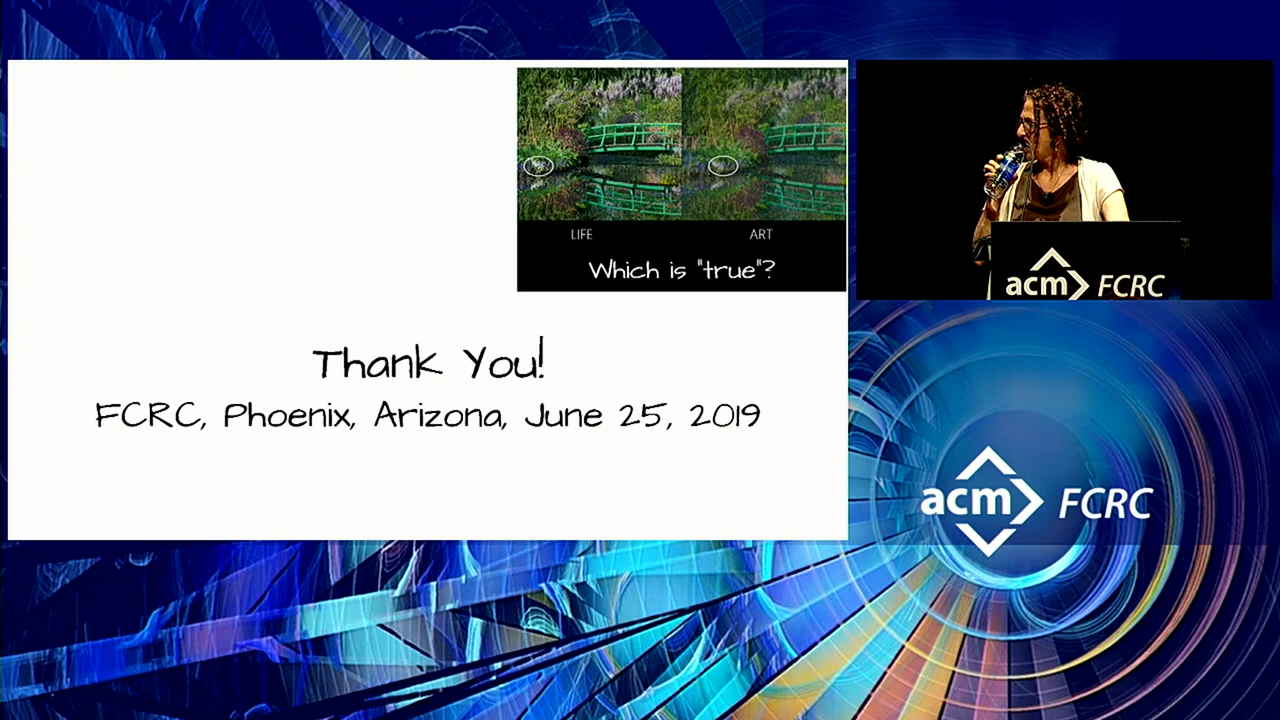 LIFE
ART
Which is "true"?
Thank You!
FCRC, Phoenix, Arizona, June 25, 2019
acm FCRC
acm FCRC